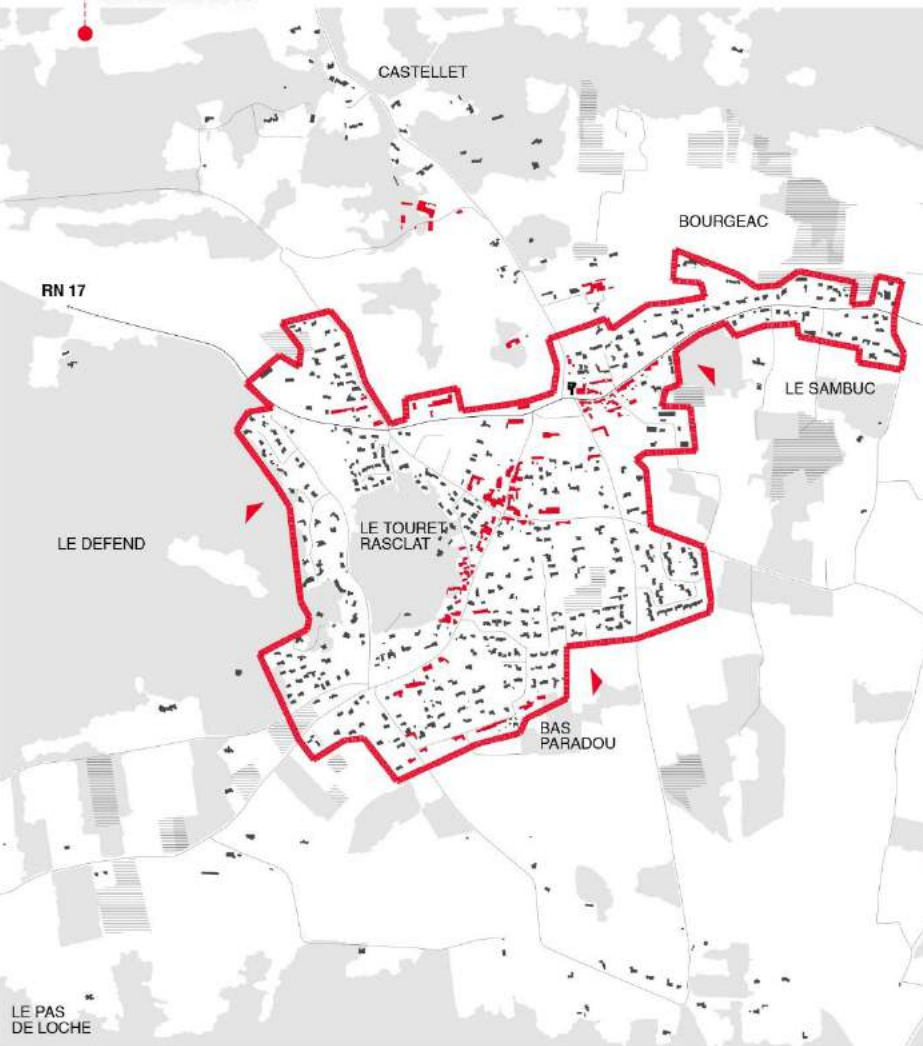 CASTELLET
BOURGEAC
RN 17
LE SAMBUC
LE TOURET
RASCLAT
LE DEFEND
BAS
PARADOU
LE PAS
DE LOCHE